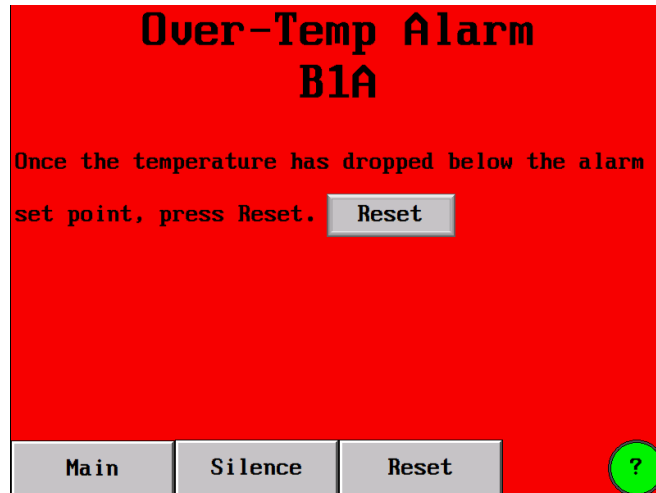 Over-Temp Alarm
B1A
Once the temperature has dropped below the alarm
set point, press Reset. Reset
Main Silence Reset ?